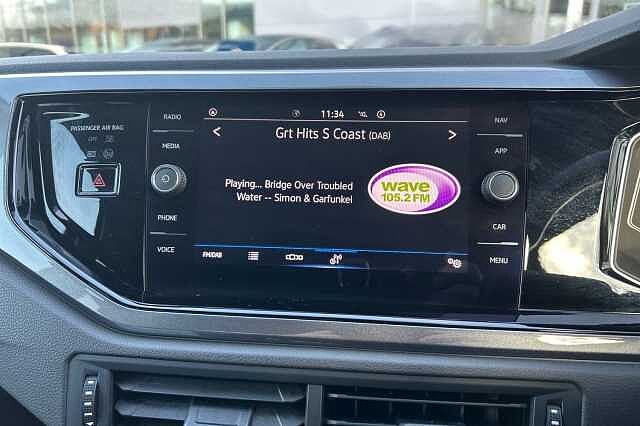 PASSENGER AIR BAG
OFF
RADIO
MEDIA
PHONE
VOICE
11:34
< Grt Hits S Coast (DAB) >
Playing... Bridge Over Troubled
Water -- Simon & Garfunkel
wave
105.2 FM
FM/DAB
NAV
APP
CAR
MENU